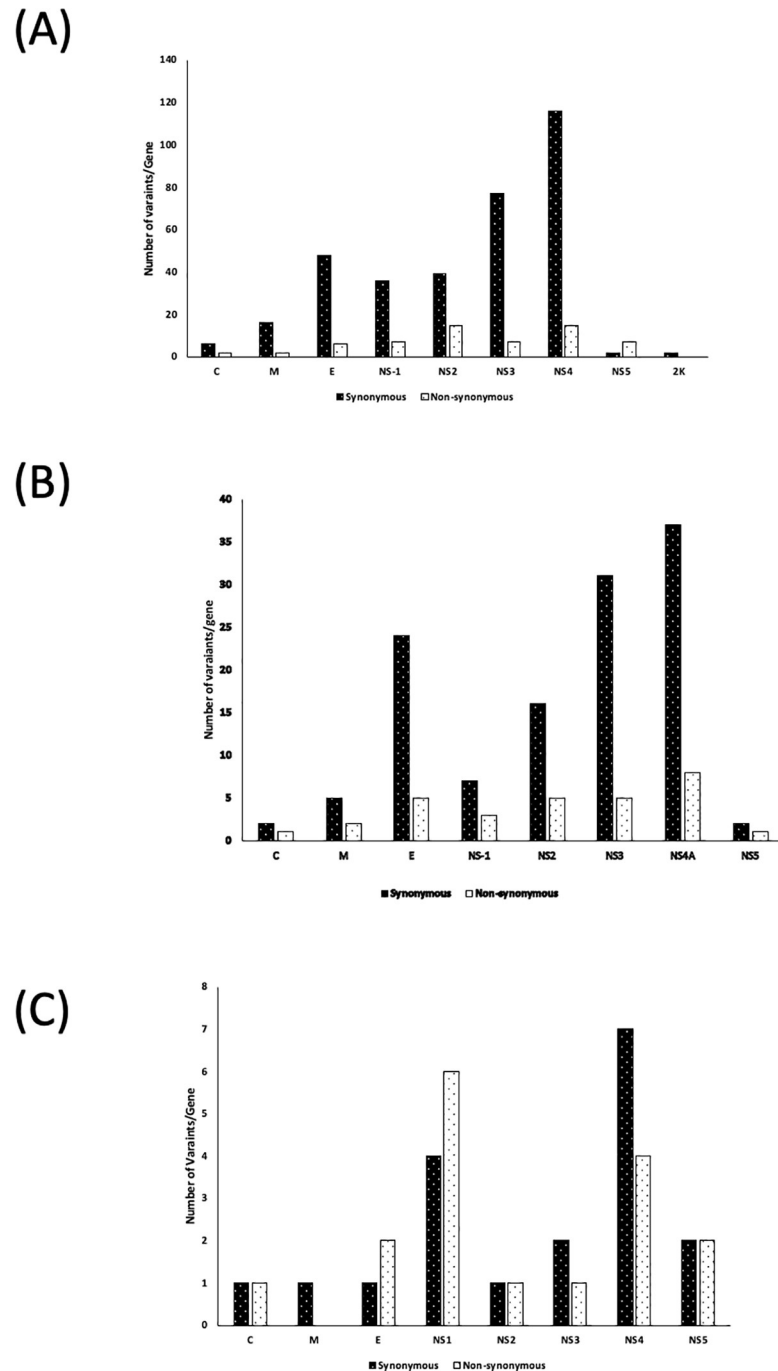 (A)
Number of varaints/Gene
140
120
100
80
60
40
20
0
C M E NS-1 NS2 NS3 NS4 NS5 2K
Synonymous Non-synonymous
(B)
Number of varaiants/gene
40
35
30
25
20
15
10
5
0
C M E NS-1 NS2 NS3 NS4A NS5
Synonymous Non-synonymous
(C)
Number of Varaints/Gene
8
7
6
5
4
3
2
1
0
C M E NS1 NS2 NS3 NS4 NS5
Synonymous Non-synonymous